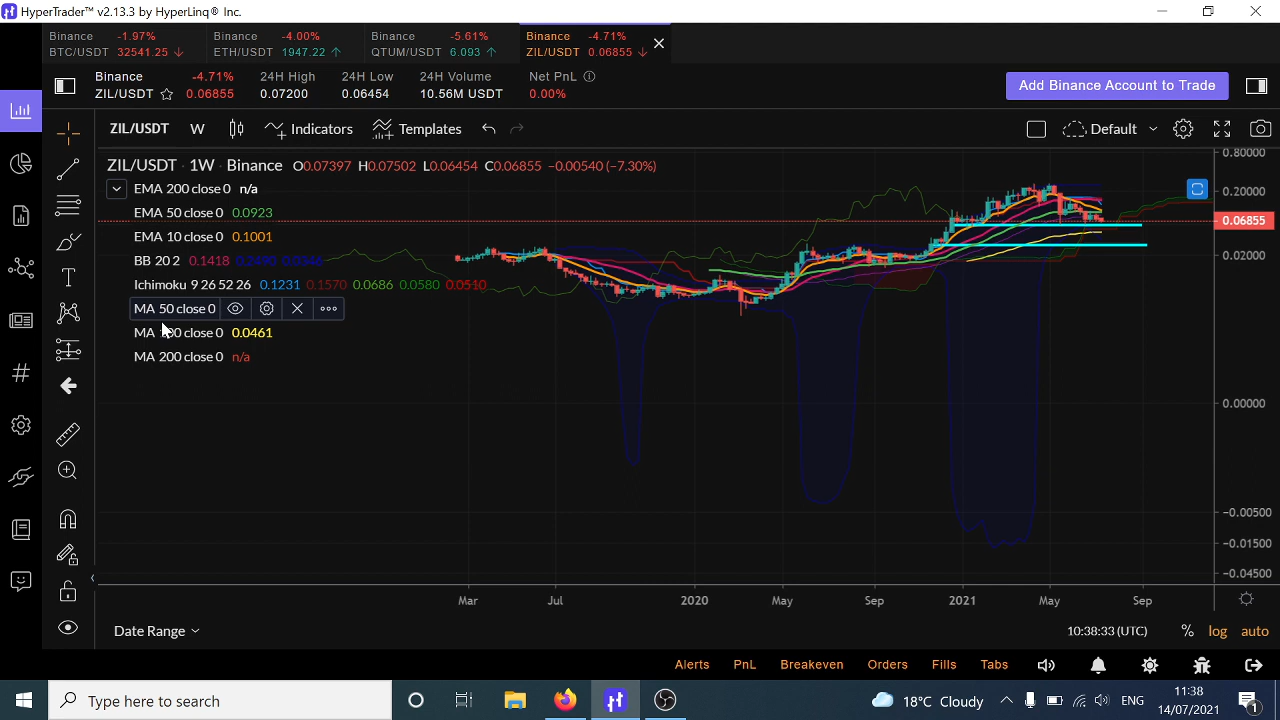 HyperTrader™ v2.13.3 by HyperLinq® Inc.
Binance -1.97%
BTC/USDT 32541.25 ↓
Binance -4.00%
ETH/USDT 1947.22 ↑
Binance -5.61%
QTUM/USDT 6.093 ↑
Binance -4.71%
ZIL/USDT 0.06855 ↓
Binance -4.71% 24H High 24H Low 24H Volume Net PnL
ZIL/USDT 0.06855 0.07200 0.06454 10.56M USDT 0.00%
Add Binance Account to Trade
ZIL/USDT W Indicators Templates Default
ZIL/USDT · 1W · Binance O0.07397 H0.07502 L0.06454 C0.06855 −0.00540 (−7.30%)
EMA 200 close 0 n/a
EMA 50 close 0 0.0923
EMA 10 close 0 0.1001
BB 20 2 0.1418 0.2490 0.0346
Ichimoku 9 26 52 26 0.1231 0.1570 0.0686 0.0580 0.0510
MA 50 close 0
MA 100 close 0 0.0461
MA 200 close 0 n/a
0.80000
0.20000
0.06855
0.02000
0.00000
−0.00500
−0.01500
−0.04500
Mar Jul 2020 May Sep 2021 May Sep
Date Range
10:38:33 (UTC) % log auto
Alerts PnL Breakeven Orders Fills Tabs
Type here to search
18°C Cloudy
ENG
11:38
14/07/2021
1